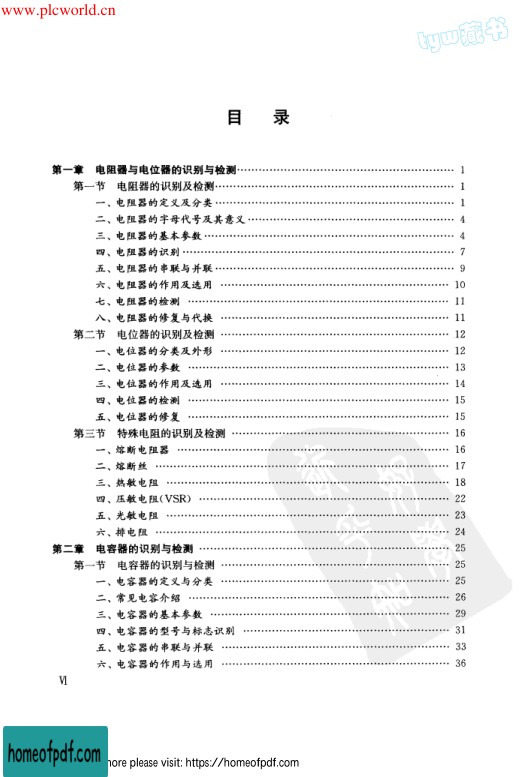 www.plcworld.cn
tyw藏书
目 录
第一章 电阻器与电位器的识别与检测 1
第一节 电阻器的识别及检测 1
一、电阻器的定义及分类 1
二、电阻器的字母代号及其意义 4
三、电阻器的基本参数 4
四、电阻器的识别 7
五、电阻器的串联与并联 9
六、电阻器的作用及选用 10
七、电阻器的检测 11
八、电阻器的修复与代换 11
第二节 电位器的识别及检测 12
一、电位器的分类及外形 12
二、电位器的参数 13
三、电位器的作用及选用 14
四、电位器的检测 15
五、电位器的修复 15
第三节 特殊电阻的识别及检测 16
一、熔断电阻器 16
二、熔断丝 17
三、热敏电阻 18
四、压敏电阻(VSR) 22
五、光敏电阻 23
六、排电阻 24
第二章 电容器的识别与检测 25
第一节 电容器的识别与检测 25
一、电容器的定义与分类 25
二、常见电容介绍 26
三、电容器的基本参数 29
四、电容器的型号与标志识别 31
五、电容器的串联与并联 33
六、电容器的作用与选用 36
VI
homeofpdf.com
ore please visit: https://homeofpdf.com